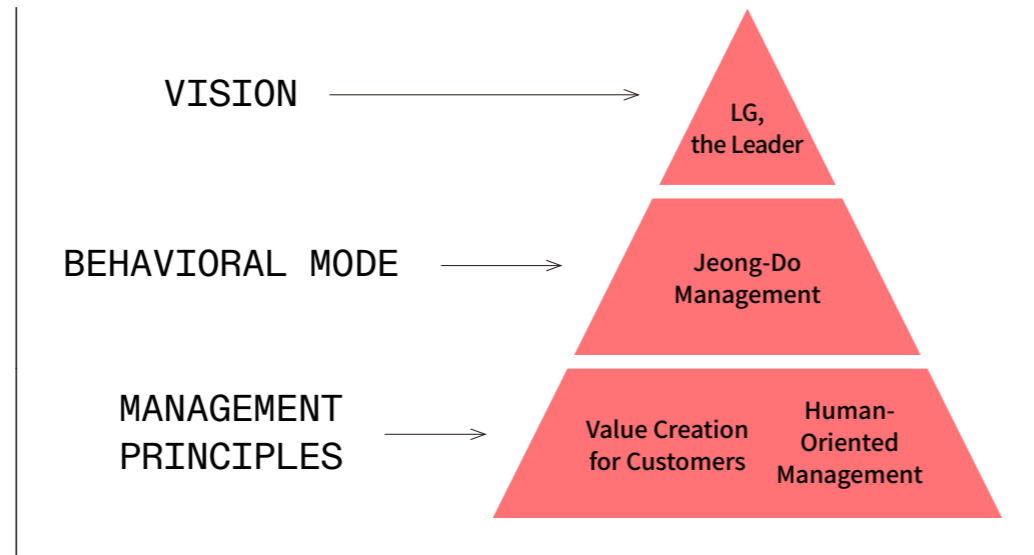 VISION
LG,
the Leader
BEHAVIORAL MODE
Jeong-Do
Management
MANAGEMENT
PRINCIPLES
Value Creation
for Customers
Human-
Oriented
Management